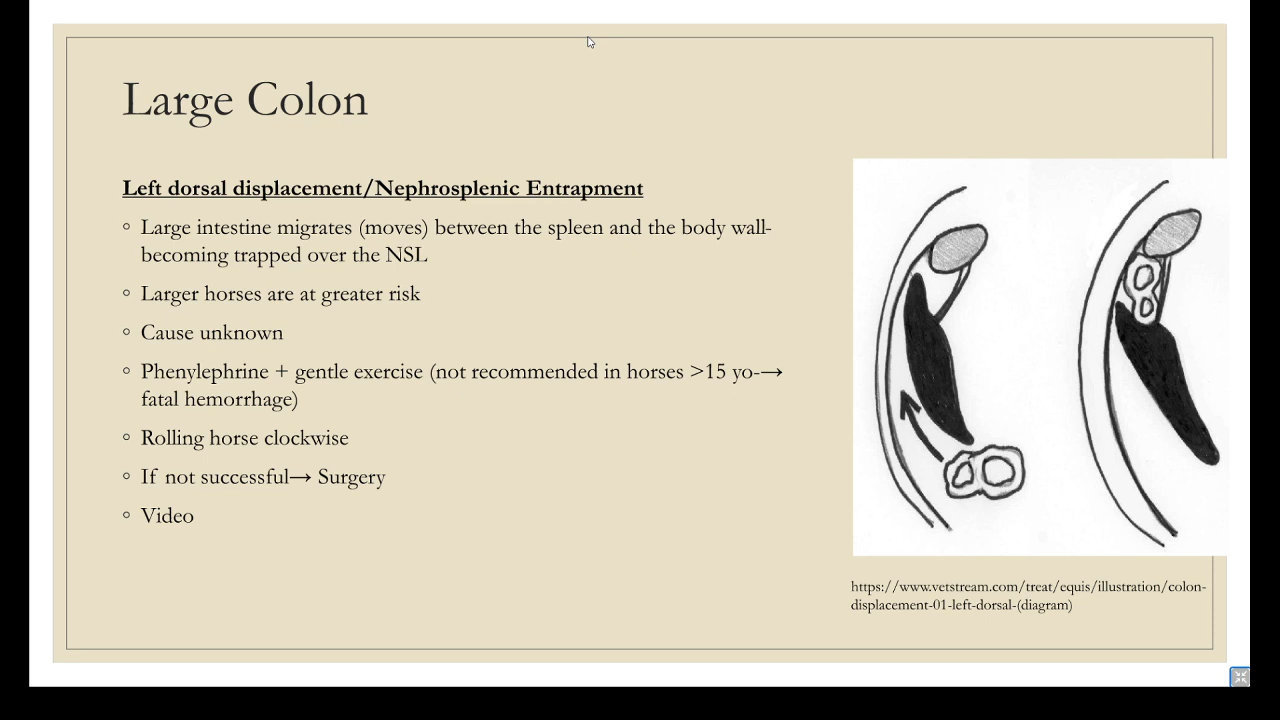 Large Colon
Left dorsal displacement/Nephrosplenic Entrapment
◦ Large intestine migrates (moves) between the spleen and the body wall-
becoming trapped over the NSL
◦ Larger horses are at greater risk
◦ Cause unknown
◦ Phenylephrine + gentle exercise (not recommended in horses >15 yo-→
fatal hemorrhage)
◦ Rolling horse clockwise
◦ If not successful→ Surgery
◦ Video
https://www.vetstream.com/treat/equis/illustration/colon-
displacement-01-left-dorsal-(diagram)